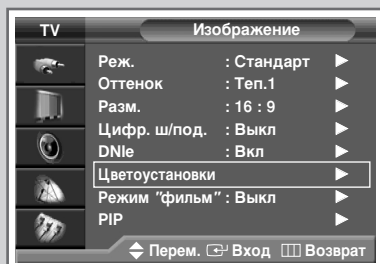 TV Изображение
Реж. : Стандарт
Оттенок : Теп.1
Разм. : 16 : 9
Цифр. ш/под. : Выкл
DNIe : Вкл
Цветоустановки
Режим "фильм" : Выкл
PIP
Перем. Вход Возврат